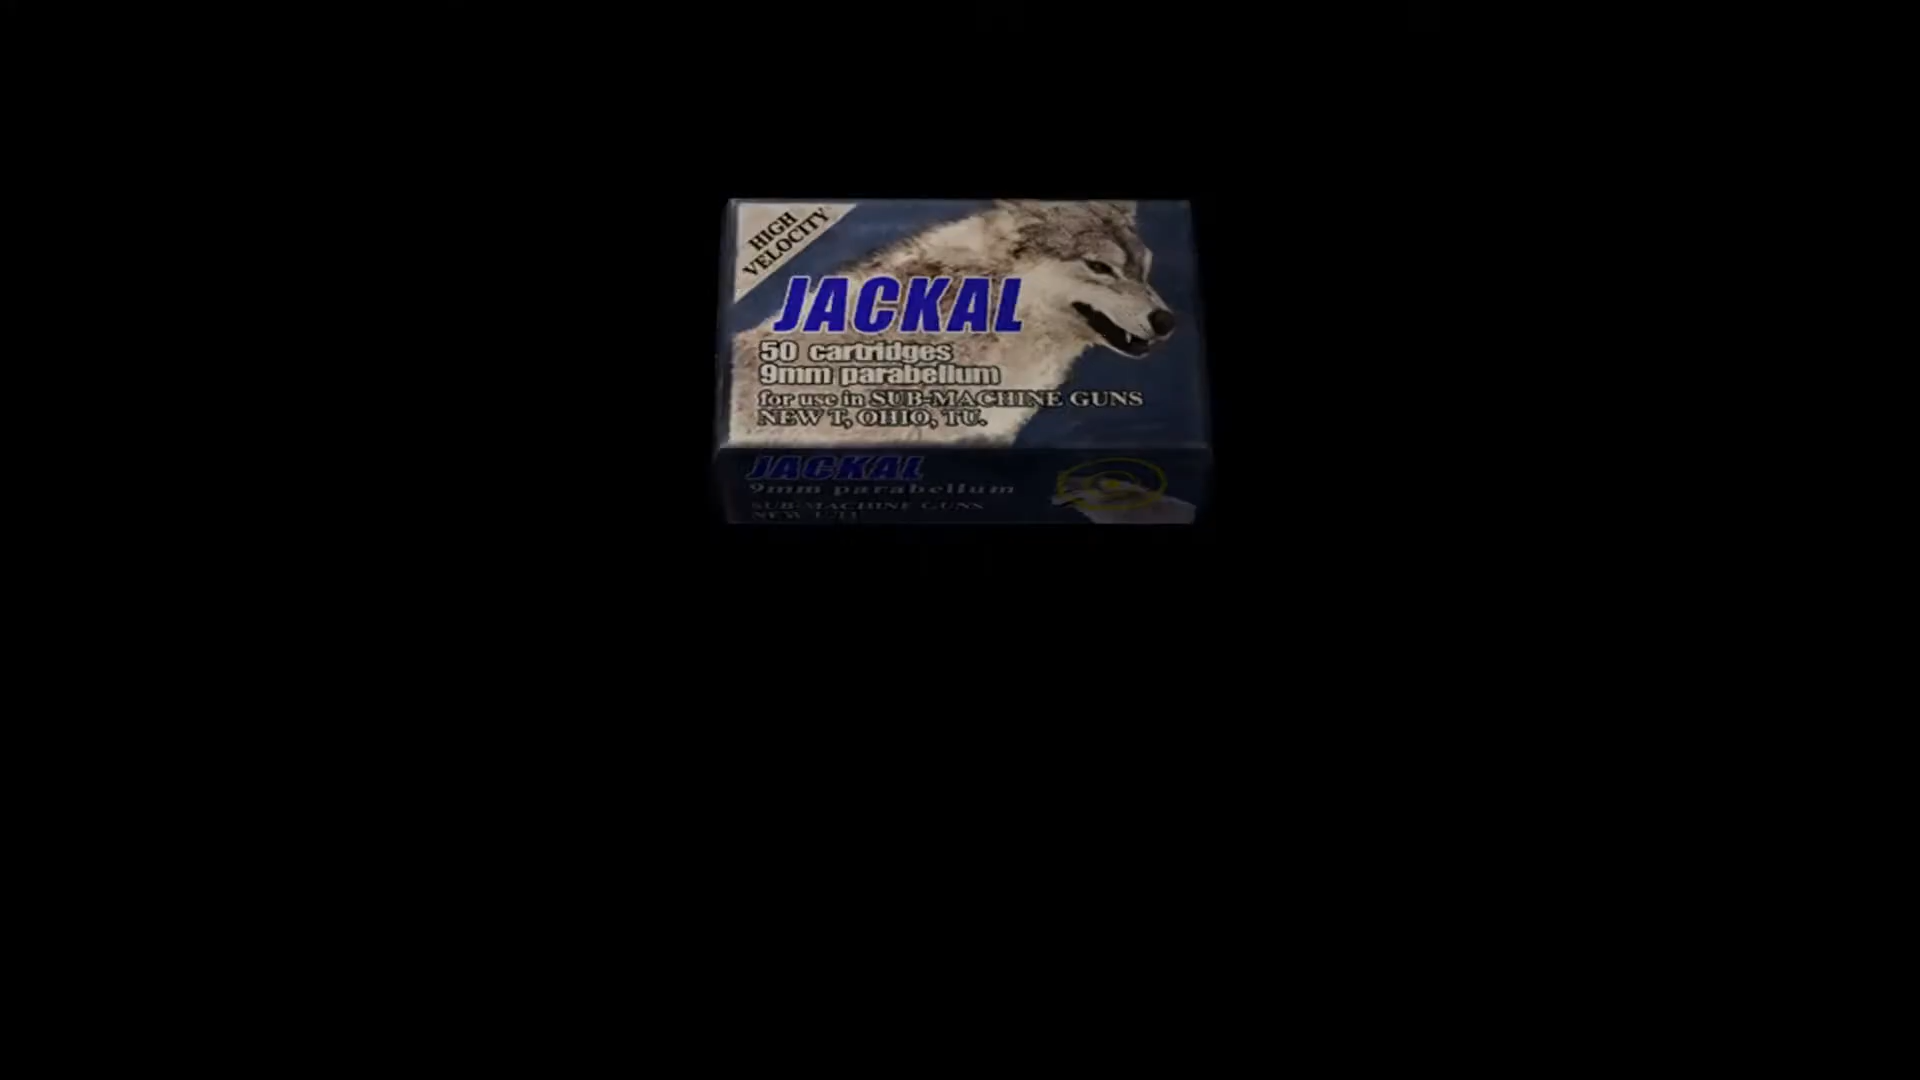 HIGH
VELOCITY
JACKAL
50 cartridges
9mm parabellum
for use in SUB-MACHINE GUNS
NEW T, OHIO, TU.
JACKAL
9mm parabellum
SUB-MACHINE GUNS
NEW